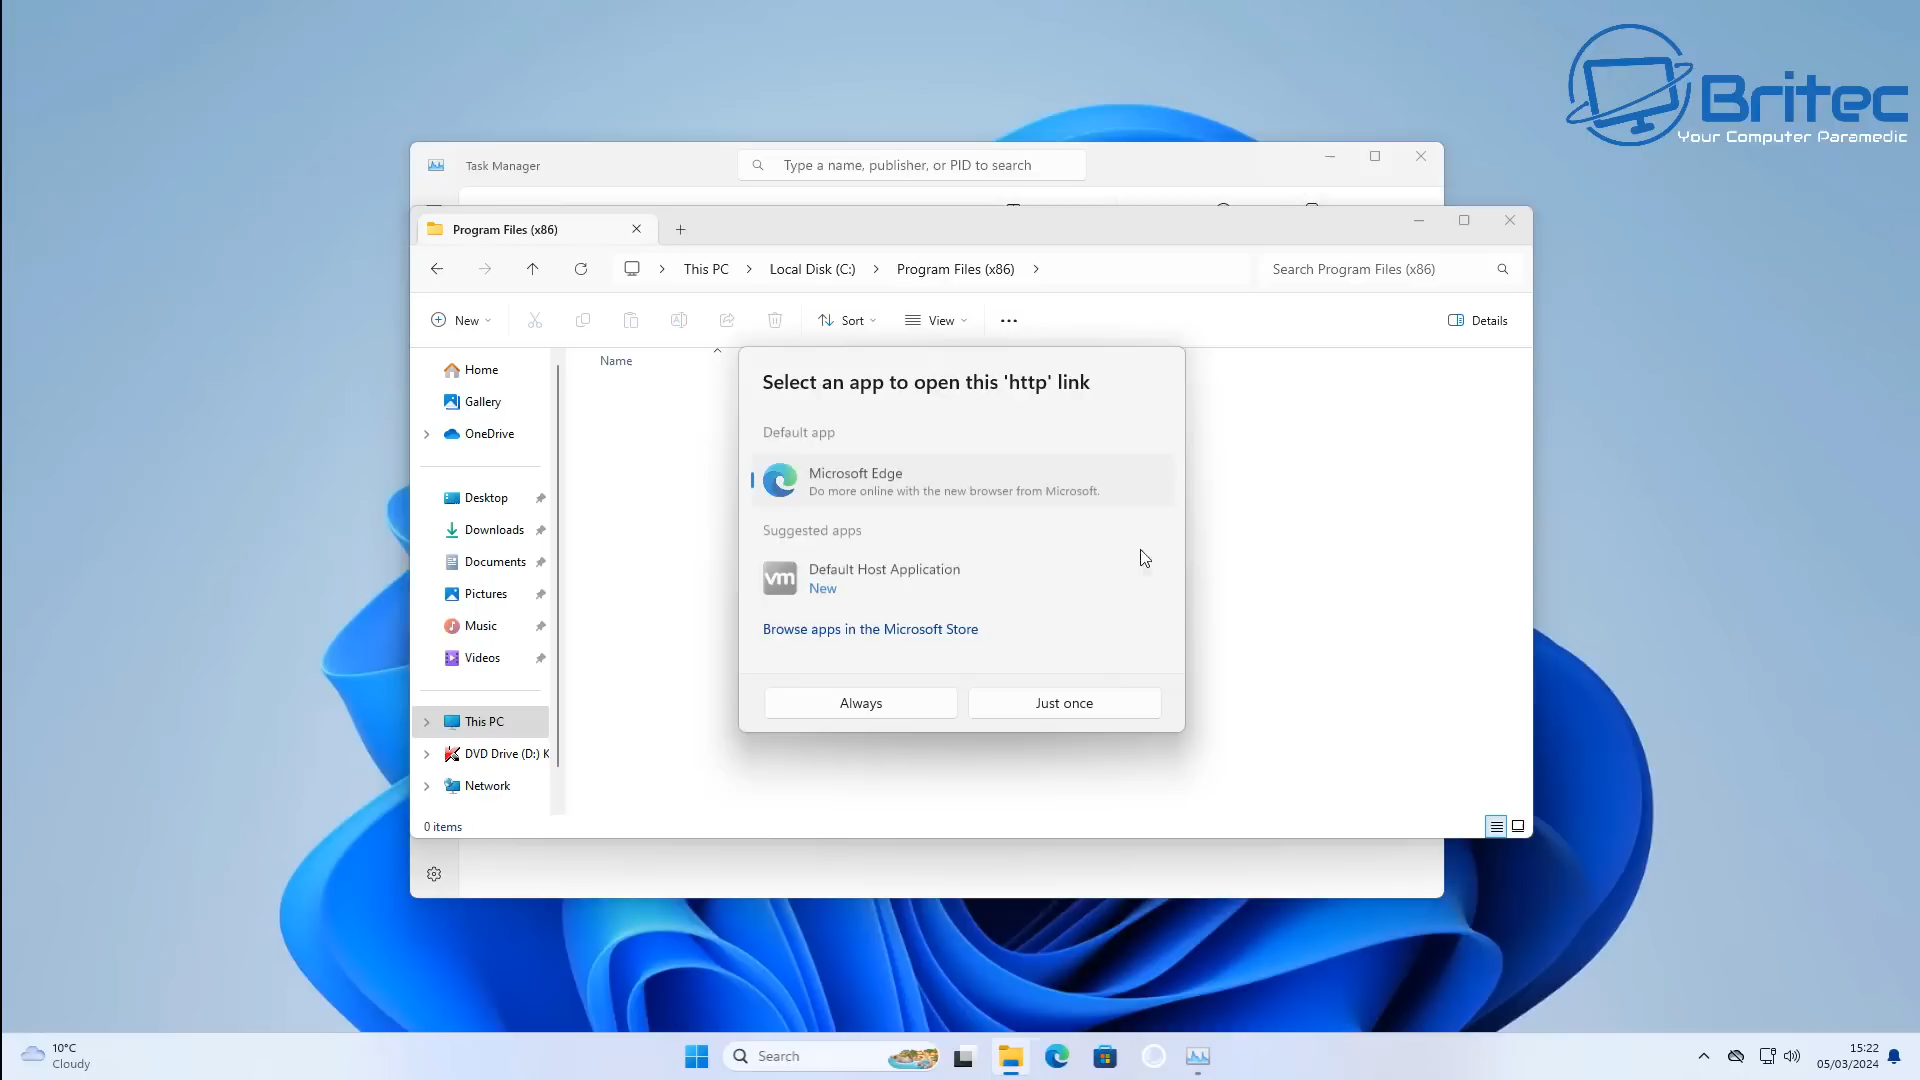 Britec
Your Computer Paramedic
Task Manager
Type a name, publisher, or PID to search
Program Files (x86)
This PC
Local Disk (C:)
Program Files (x86)
Search Program Files (x86)
New
Sort
View
Details
Name
Home
Gallery
OneDrive
Desktop
Downloads
Documents
Pictures
Music
Videos
This PC
DVD Drive (D:) K
Network
0 items
Select an app to open this 'http' link
Default app
Microsoft Edge
Do more online with the new browser from Microsoft.
Suggested apps
vm
Default Host Application
New
Browse apps in the Microsoft Store
Always
Just once
10°C
Cloudy
Search
15:22
05/03/2024